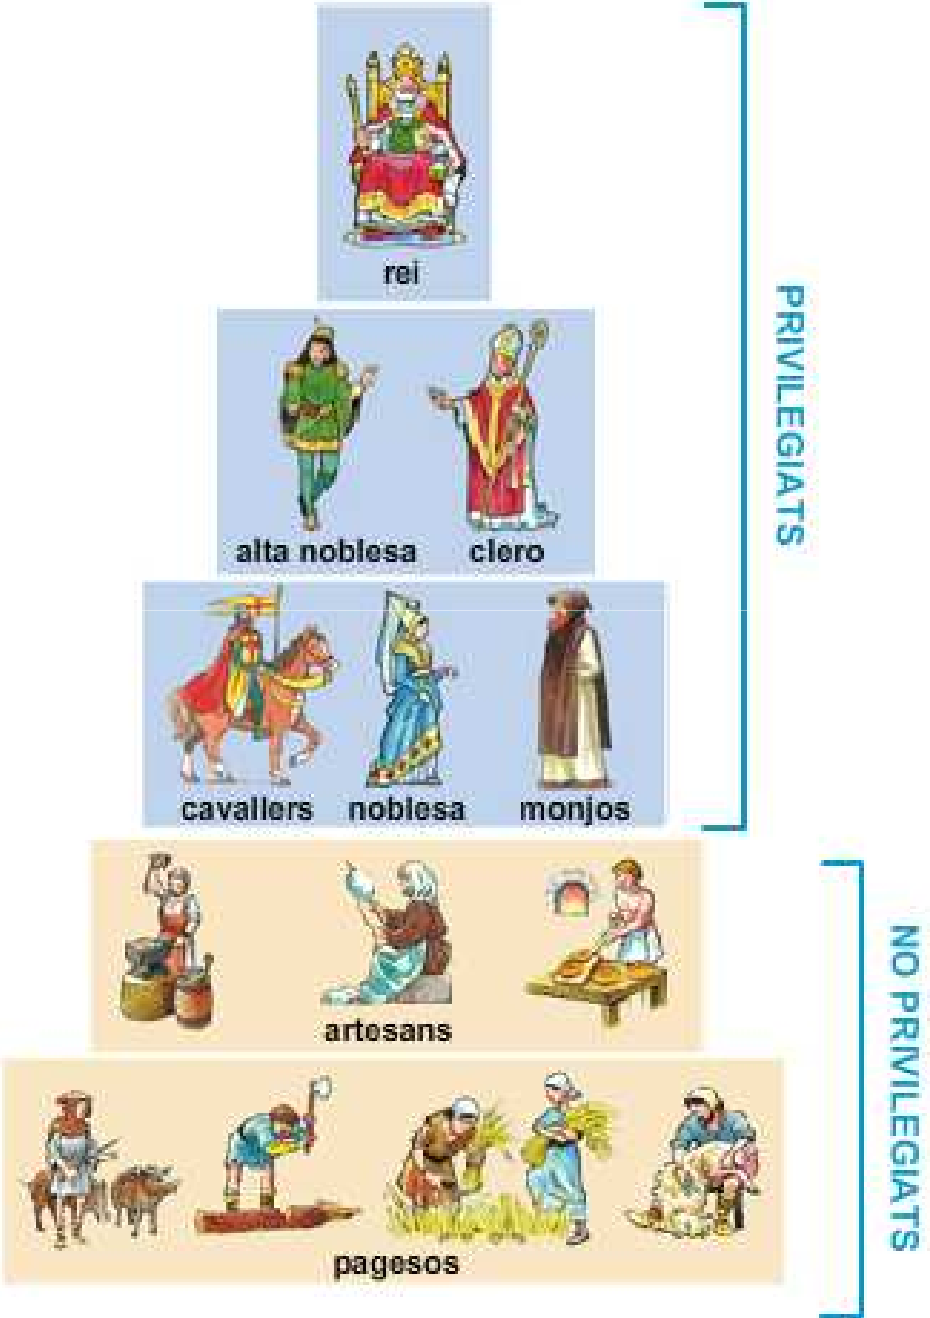 rei
alta noblesa clero
cavallers noblesa monjos
PRIVILEGIATS
artesans
pagesos
NO PRIVILEGIATS